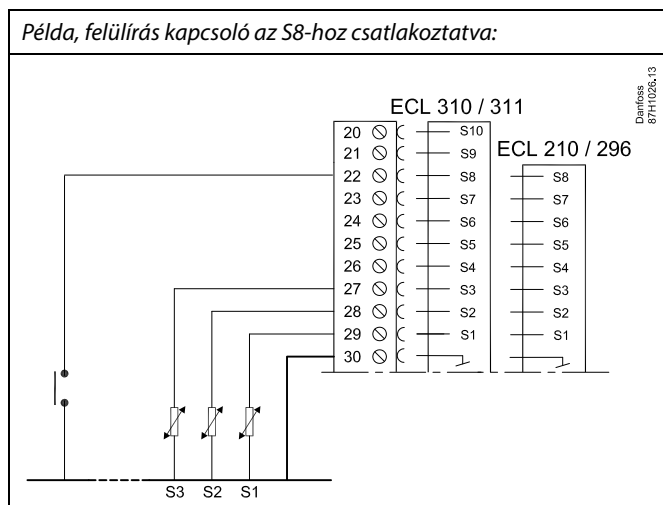 Példa, felülírás kapcsoló az S8-hoz csatlakoztatva:
Danfoss
87H1026.13
ECL 310 / 311
ECL 210 / 296
20 S10
21 S9
22 S8 S8
23 S7 S7
24 S6 S6
25 S5 S5
26 S4 S4
27 S3 S3
28 S2 S2
29 S1 S1
30
S3 S2 S1